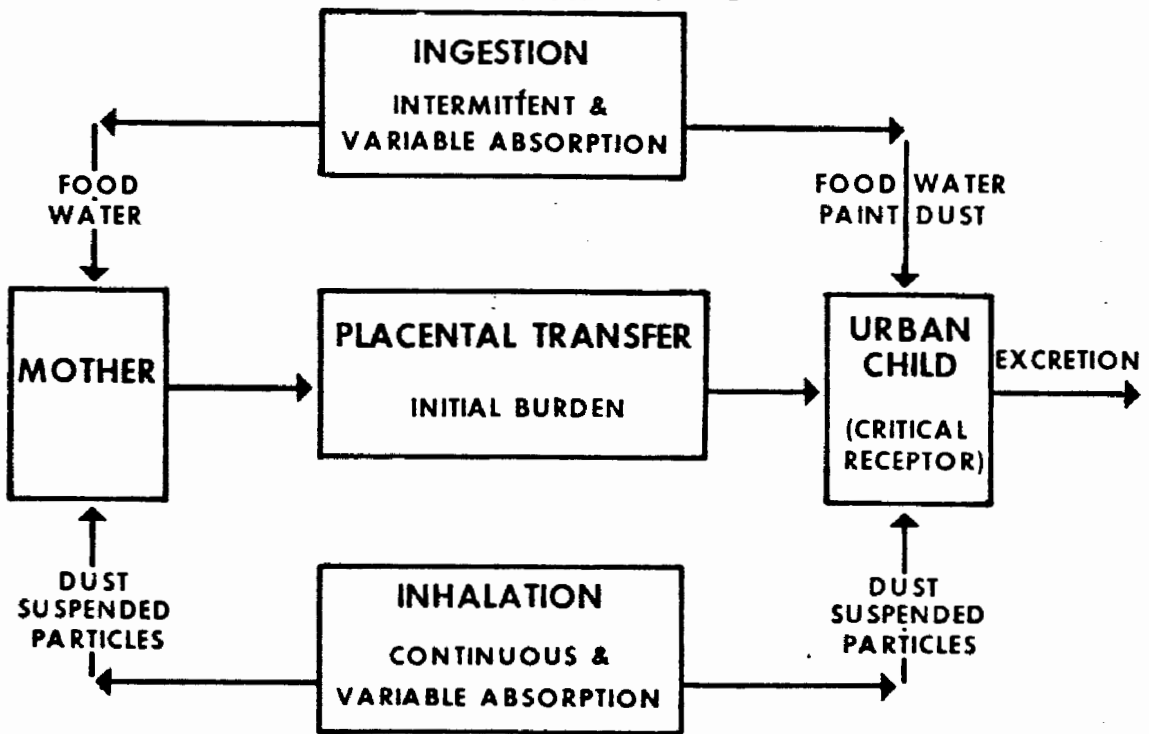 INGESTION
INTERMITTENT &
VARIABLE ABSORPTION
FOOD
WATER
FOOD WATER
PAINT DUST
MOTHER
PLACENTAL TRANSFER
INITIAL BURDEN
URBAN
CHILD
(CRITICAL
RECEPTOR)
EXCRETION
DUST
SUSPENDED
PARTICLES
INHALATION
CONTINUOUS &
VARIABLE ABSORPTION
DUST
SUSPENDED
PARTICLES